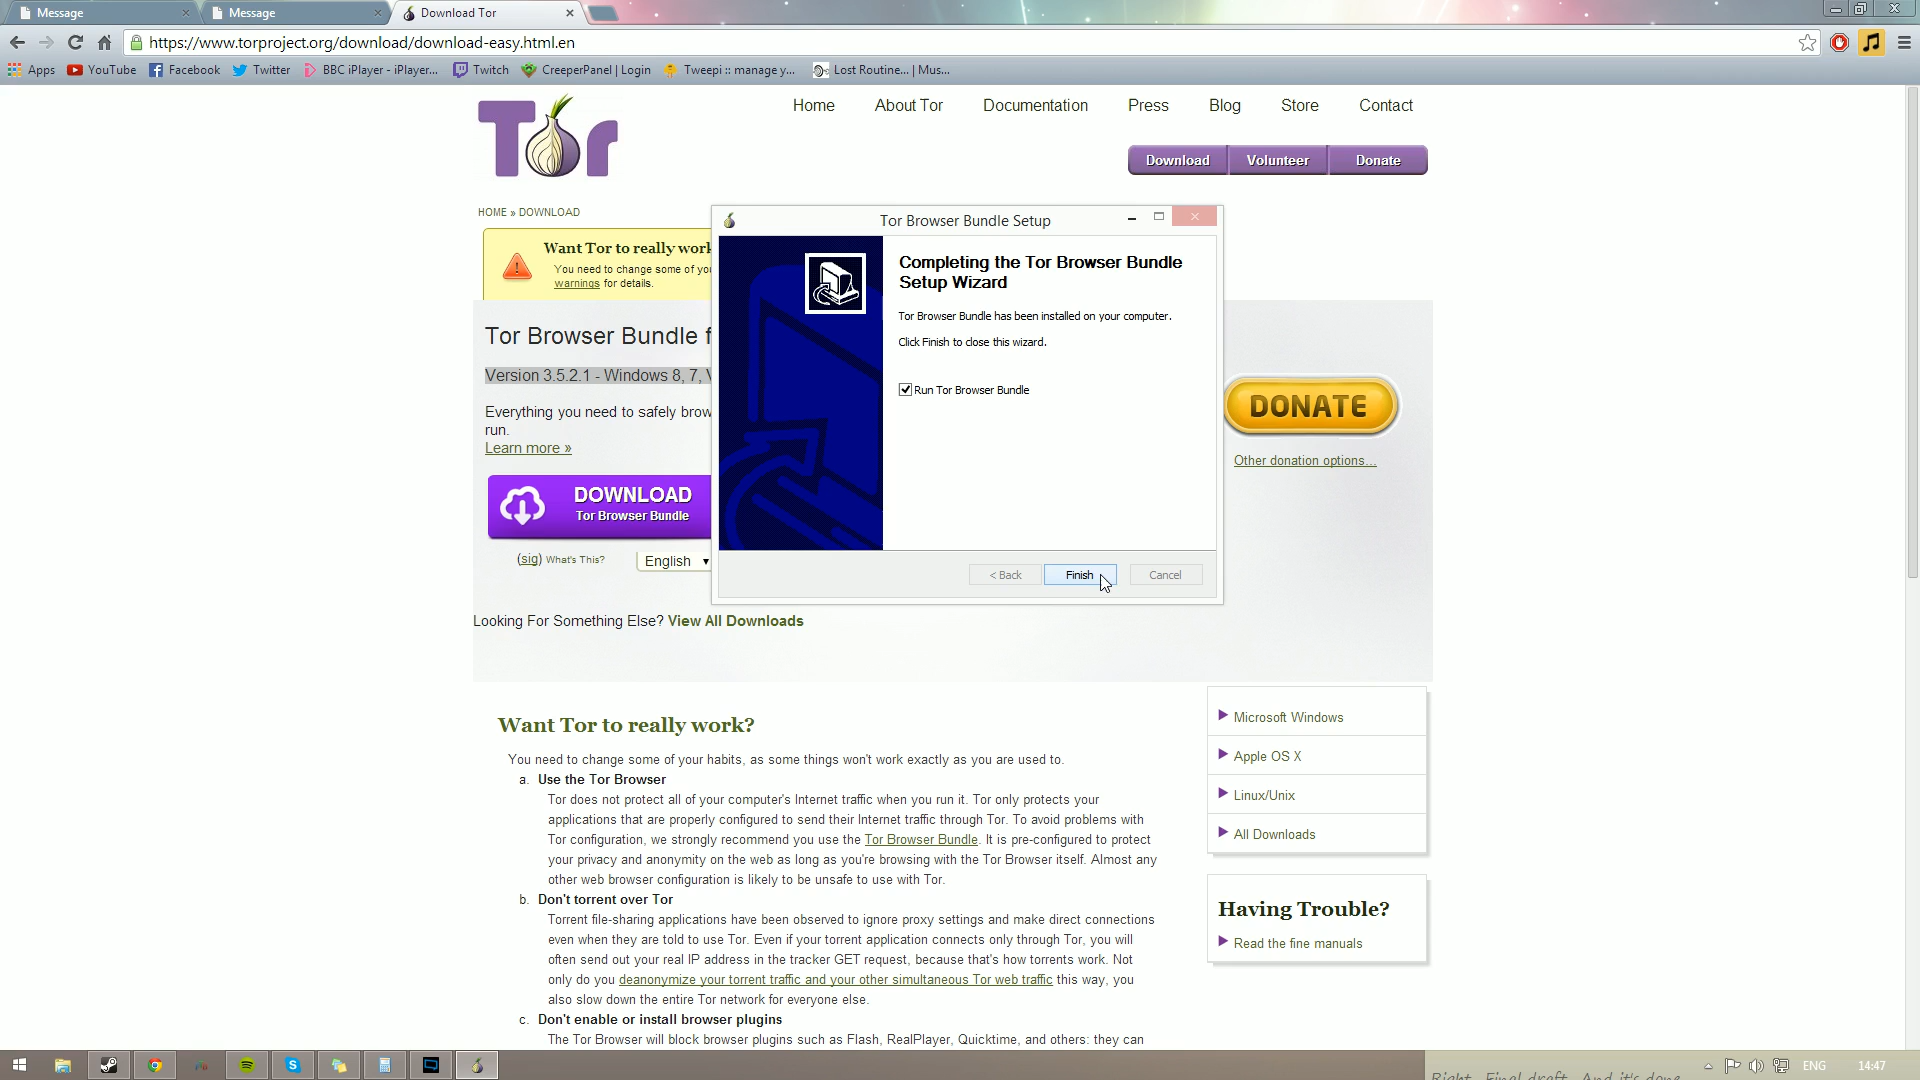 Message
Message
Download Tor
https://www.torproject.org/download/download-easy.html.en
Apps
YouTube
Facebook
Twitter
BBC iPlayer - iPlayer...
Twitch
CreeperPanel | Login
Tweepi :: manage y...
Lost Routine... | Mus...
Tor
Home
About Tor
Documentation
Press
Blog
Store
Contact
Download
Volunteer
Donate
HOME » DOWNLOAD
Want Tor to really work
You need to change some of you
warnings for details.
Tor Browser Bundle f
Version 3.5.2.1 - Windows 8, 7, V
Everything you need to safely brow
run.
Learn more »
DOWNLOAD
Tor Browser Bundle
(sig) What's This?
English
Looking For Something Else? View All Downloads
Tor Browser Bundle Setup
Completing the Tor Browser Bundle
Setup Wizard
Tor Browser Bundle has been installed on your computer.
Click Finish to close this wizard.
Run Tor Browser Bundle
< Back
Finish
Cancel
DONATE
Other donation options...
Want Tor to really work?
You need to change some of your habits, as some things won't work exactly as you are used to.
a. Use the Tor Browser
Tor does not protect all of your computer's Internet traffic when you run it. Tor only protects your
applications that are properly configured to send their Internet traffic through Tor. To avoid problems with
Tor configuration, we strongly recommend you use the Tor Browser Bundle. It is pre-configured to protect
your privacy and anonymity on the web as long as you're browsing with the Tor Browser itself. Almost any
other web browser configuration is likely to be unsafe to use with Tor.
b. Don't torrent over Tor
Torrent file-sharing applications have been observed to ignore proxy settings and make direct connections
even when they are told to use Tor. Even if your torrent application connects only through Tor, you will
often send out your real IP address in the tracker GET request, because that's how torrents work. Not
only do you deanonymize your torrent traffic and your other simultaneous Tor web traffic this way, you
also slow down the entire Tor network for everyone else.
c. Don't enable or install browser plugins
The Tor Browser will block browser plugins such as Flash, RealPlayer, Quicktime, and others: they can
Microsoft Windows
Apple OS X
Linux/Unix
All Downloads
Having Trouble?
Read the fine manuals
ENG
14:47
Right. Final draft. And it's done